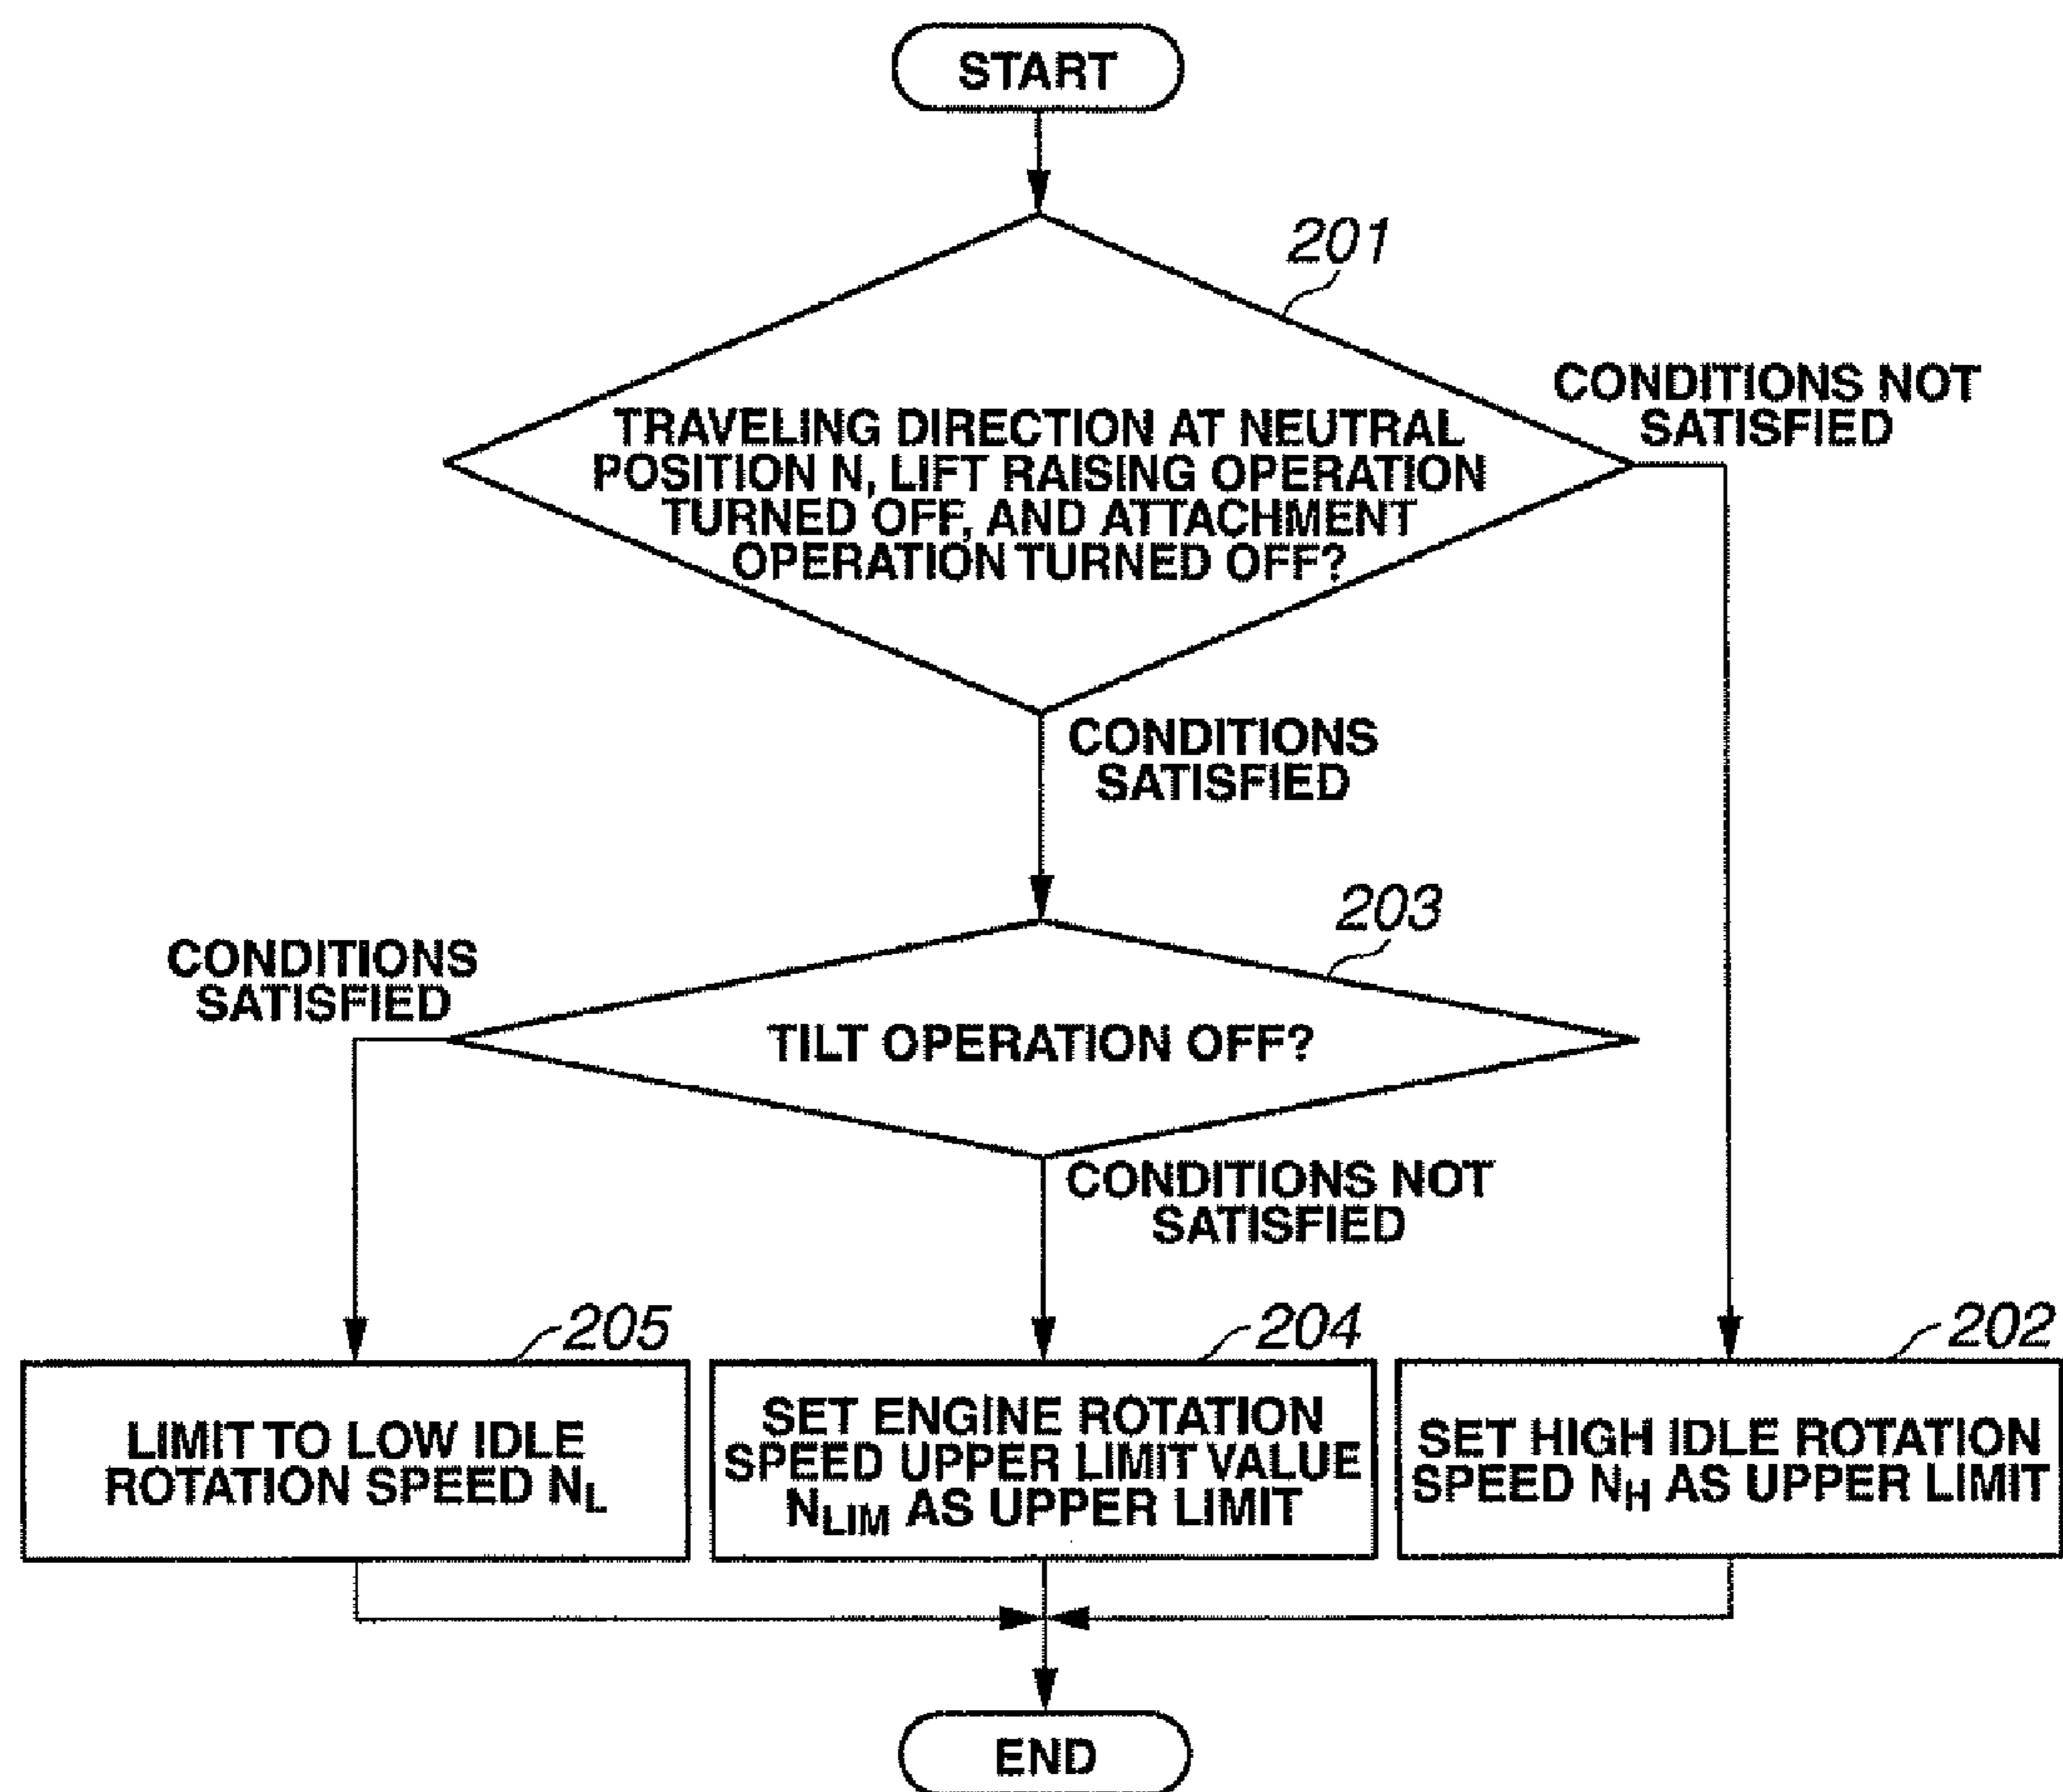 START
201
TRAVELING DIRECTION AT NEUTRAL
POSITION N, LIFT RAISING OPERATION
TURNED OFF, AND ATTACHMENT
OPERATION TURNED OFF?
CONDITIONS NOT
SATISFIED
CONDITIONS
SATISFIED
203
CONDITIONS
SATISFIED
TILT OPERATION OFF?
CONDITIONS NOT
SATISFIED
205
LIMIT TO LOW IDLE
ROTATION SPEED NL
204
SET ENGINE ROTATION
SPEED UPPER LIMIT VALUE
NLIM AS UPPER LIMIT
202
SET HIGH IDLE ROTATION
SPEED NH AS UPPER LIMIT
END